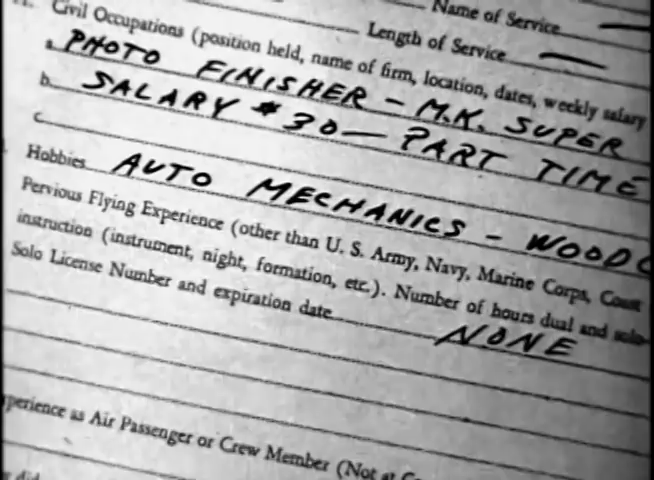 Name of Service
Length of Service
Civil Occupations (position held, name of firm, location, dates, weekly salary
a. PHOTO FINISHER - M.K. SUPER
b. SALARY $30 — PART TIME
c.
Hobbies AUTO MECHANICS - WOOD
Pervious Flying Experience (other than U. S. Army, Navy, Marine Corps, Coast
instruction (instrument, night, formation, etc.). Number of hours dual and solo
Solo License Number and expiration date NONE
perience as Air Passenger or Crew Member (Not at
did